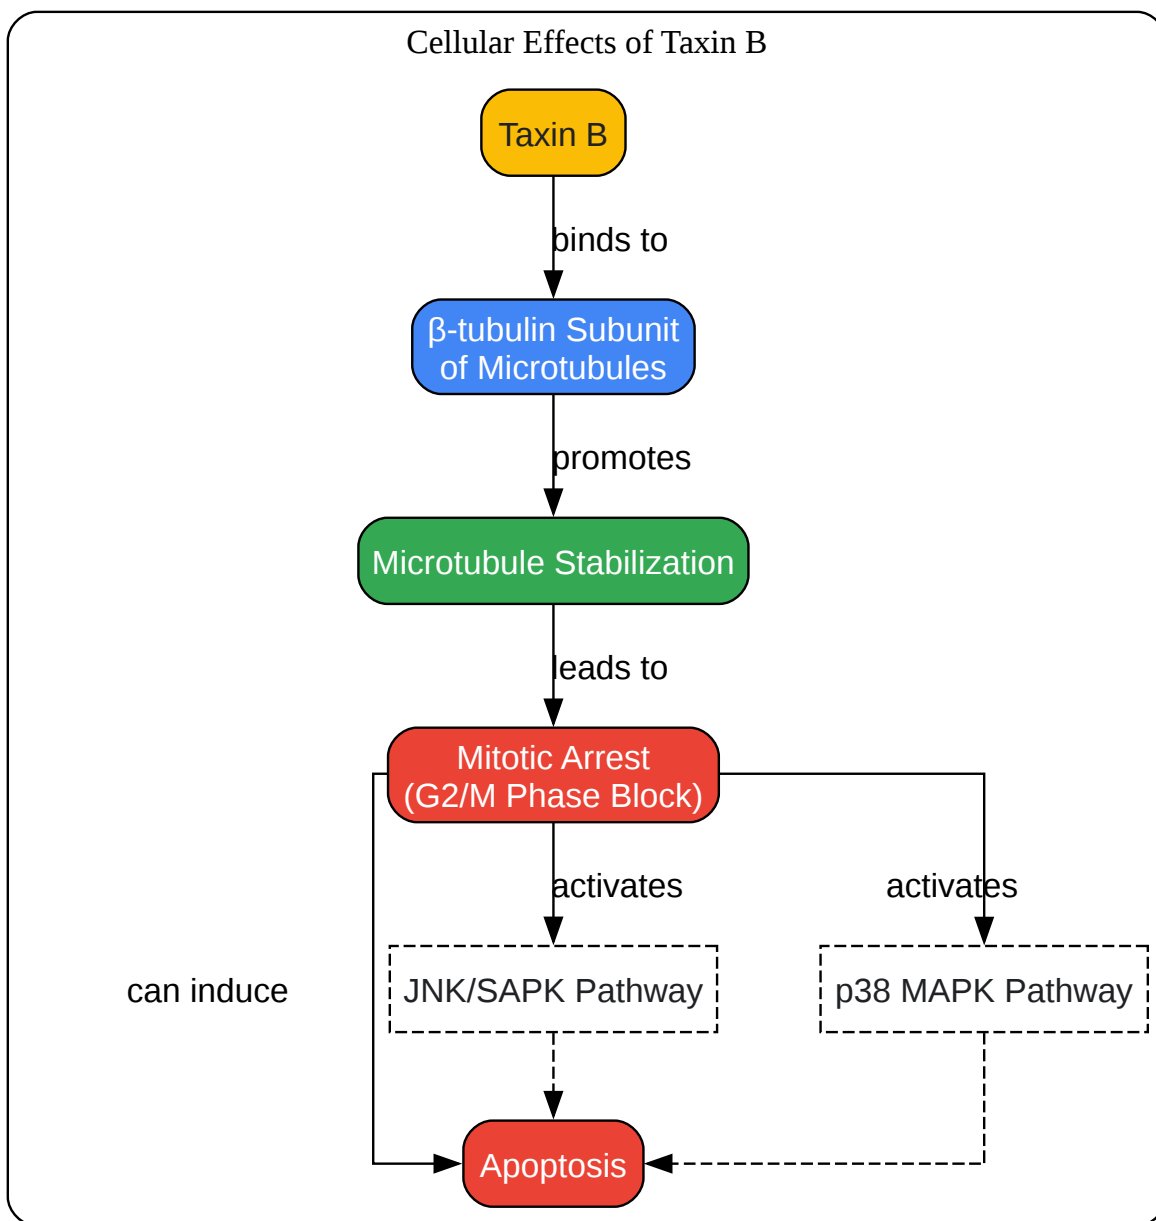 Cellular Effects of Taxin B
Taxin B
binds to
β-tubulin Subunit
of Microtubules
promotes
Microtubule Stabilization
leads to
Mitotic Arrest
(G2/M Phase Block)
activates
activates
can induce
JNK/SAPK Pathway
p38 MAPK Pathway
Apoptosis